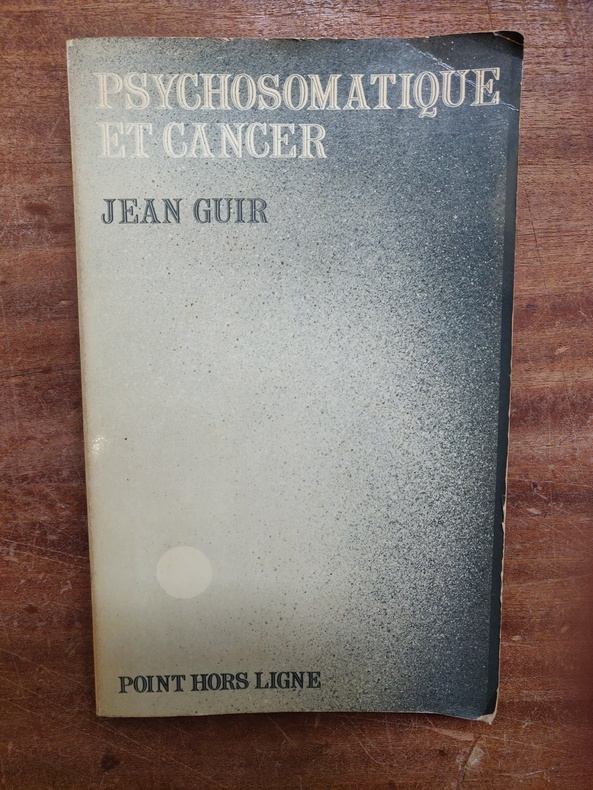 PSYCHOSOMATIQUE
ET CANCER
JEAN GUIR
POINT HORS LIGNE